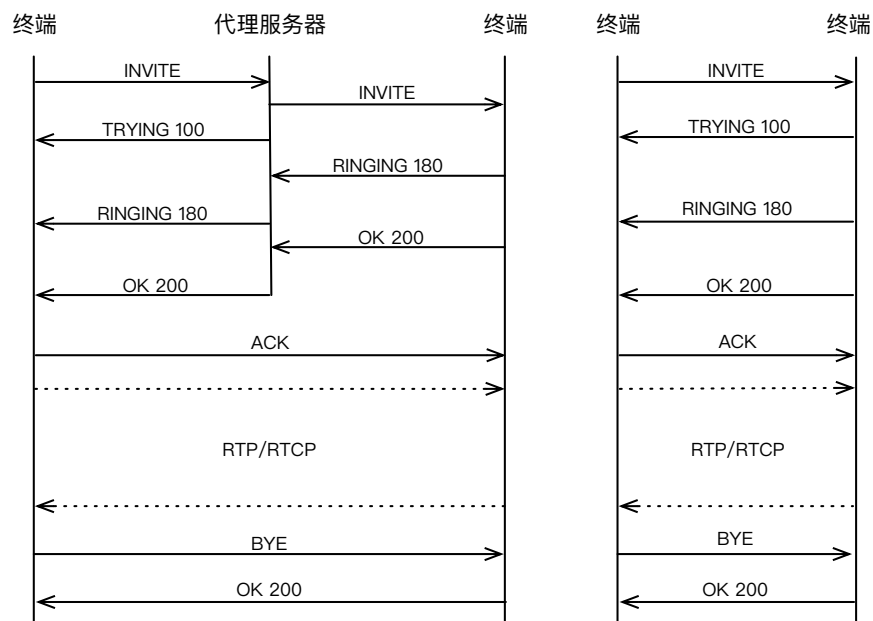 终端 代理服务器 终端 终端 终端
INVITE INVITE
INVITE
TRYING 100 TRYING 100
RINGING 180
RINGING 180 RINGING 180
OK 200
OK 200 OK 200
ACK ACK
RTP/RTCP RTP/RTCP
BYE BYE
OK 200 OK 200